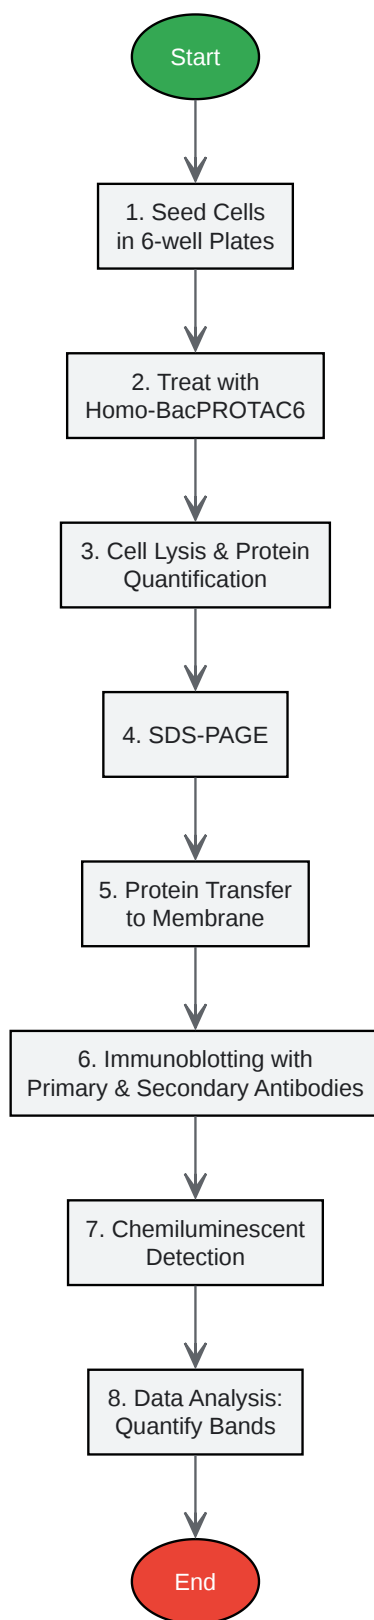 Start
1. Seed Cells
in 6-well Plates
2. Treat with
Homo-BacPROTAC6
3. Cell Lysis & Protein
Quantification
4. SDS-PAGE
5. Protein Transfer
to Membrane
6. Immunoblotting with
Primary & Secondary Antibodies
7. Chemiluminescent
Detection
8. Data Analysis:
Quantify Bands
End